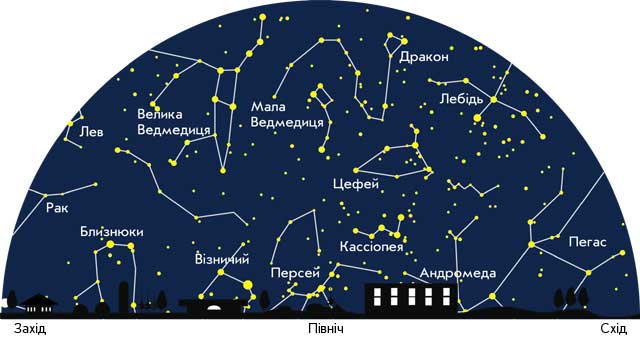 Дракон
Лебідь
Велика
Ведмедиця
Мала
Ведмедиця
Лев
Цефей
Рак
Близнюки
Кассіопея
Пегас
Візничий
Персей
Андромеда
Захід
Північ
Схід